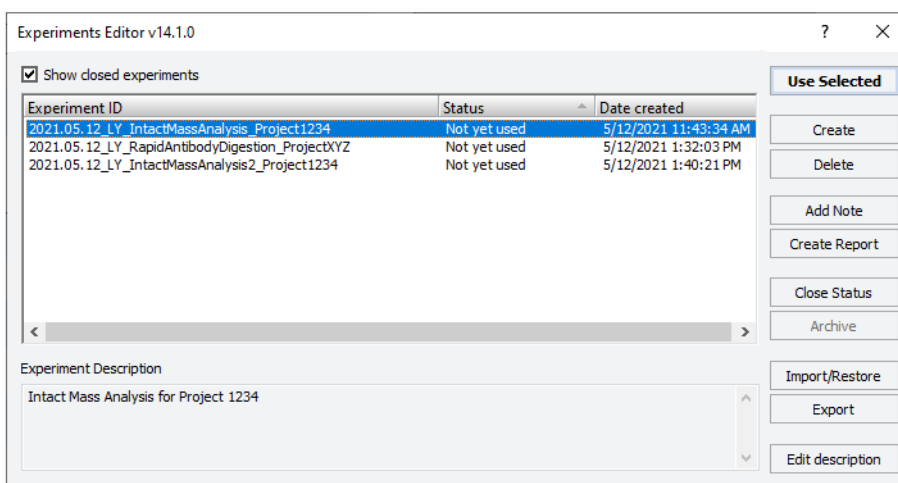 Experiments Editor v14.1.0
?
Show closed experiments
Use Selected
Experiment ID Status Date created
2021.05.12_LY_IntactMassAnalysis_Project1234 Not yet used 5/12/2021 11:43:34 AM
2021.05.12_LY_RapidAntibodyDigestion_ProjectXYZ Not yet used 5/12/2021 1:32:03 PM
2021.05.12_LY_IntactMassAnalysis2_Project1234 Not yet used 5/12/2021 1:40:21 PM
Create
Delete
Add Note
Create Report
Close Status
Archive
Experiment Description
Intact Mass Analysis for Project 1234
Import/Restore
Export
Edit description